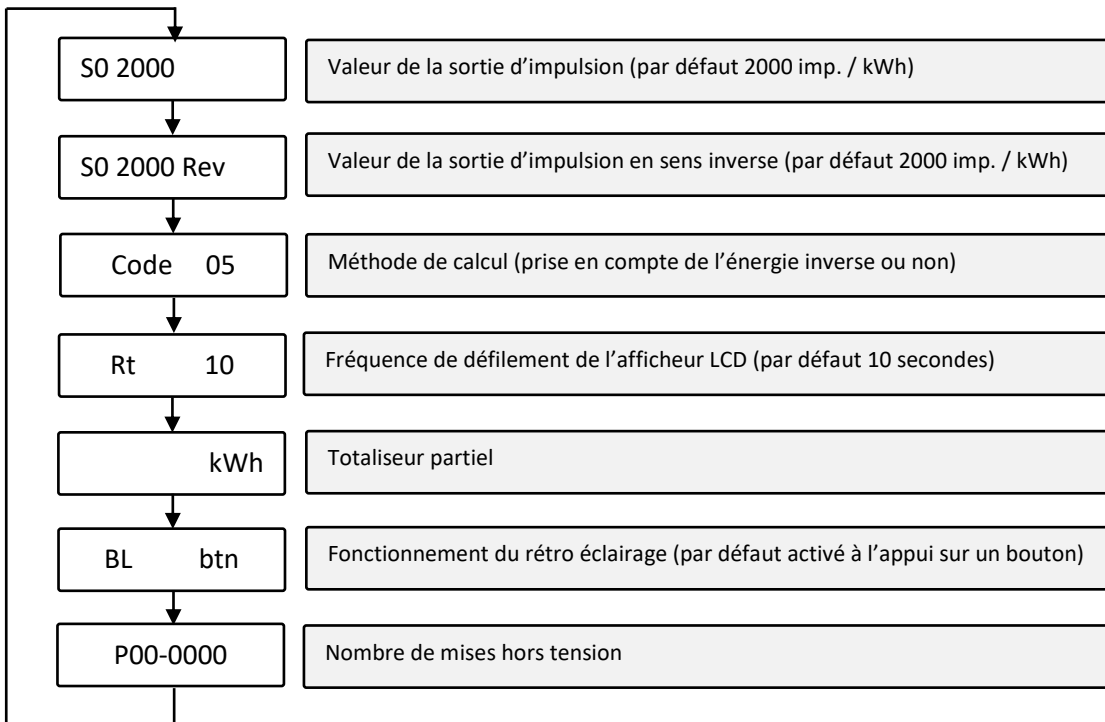 S0 2000
Valeur de la sortie d’impulsion (par défaut 2000 imp. / kWh)
S0 2000 Rev
Valeur de la sortie d’impulsion en sens inverse (par défaut 2000 imp. / kWh)
Code 05
Méthode de calcul (prise en compte de l’énergie inverse ou non)
Rt 10
Fréquence de défilement de l’afficheur LCD (par défaut 10 secondes)
kWh
Totaliseur partiel
BL btn
Fonctionnement du rétro éclairage (par défaut activé à l’appui sur un bouton)
P00-0000
Nombre de mises hors tension